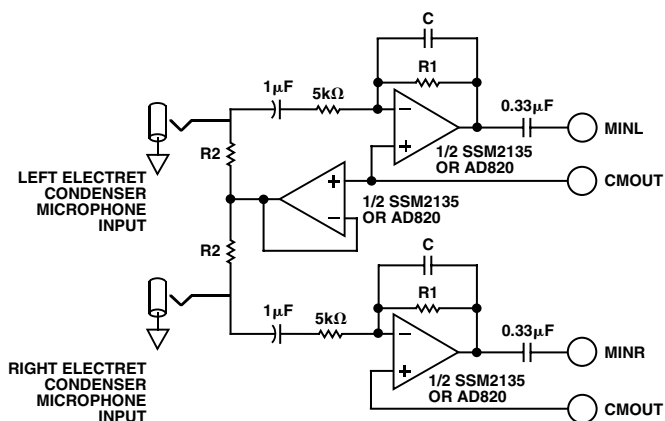 C
R1
1µF
5kΩ
0.33µF
MINL
−
+
1/2 SSM2135
OR AD820
R2
LEFT ELECTRET
CONDENSER
MICROPHONE
INPUT
+
−
1/2 SSM2135
OR AD820
CMOUT
R2
C
R1
1µF
5kΩ
0.33µF
MINR
−
+
1/2 SSM2135
OR AD820
RIGHT ELECTRET
CONDENSER
MICROPHONE
INPUT
CMOUT